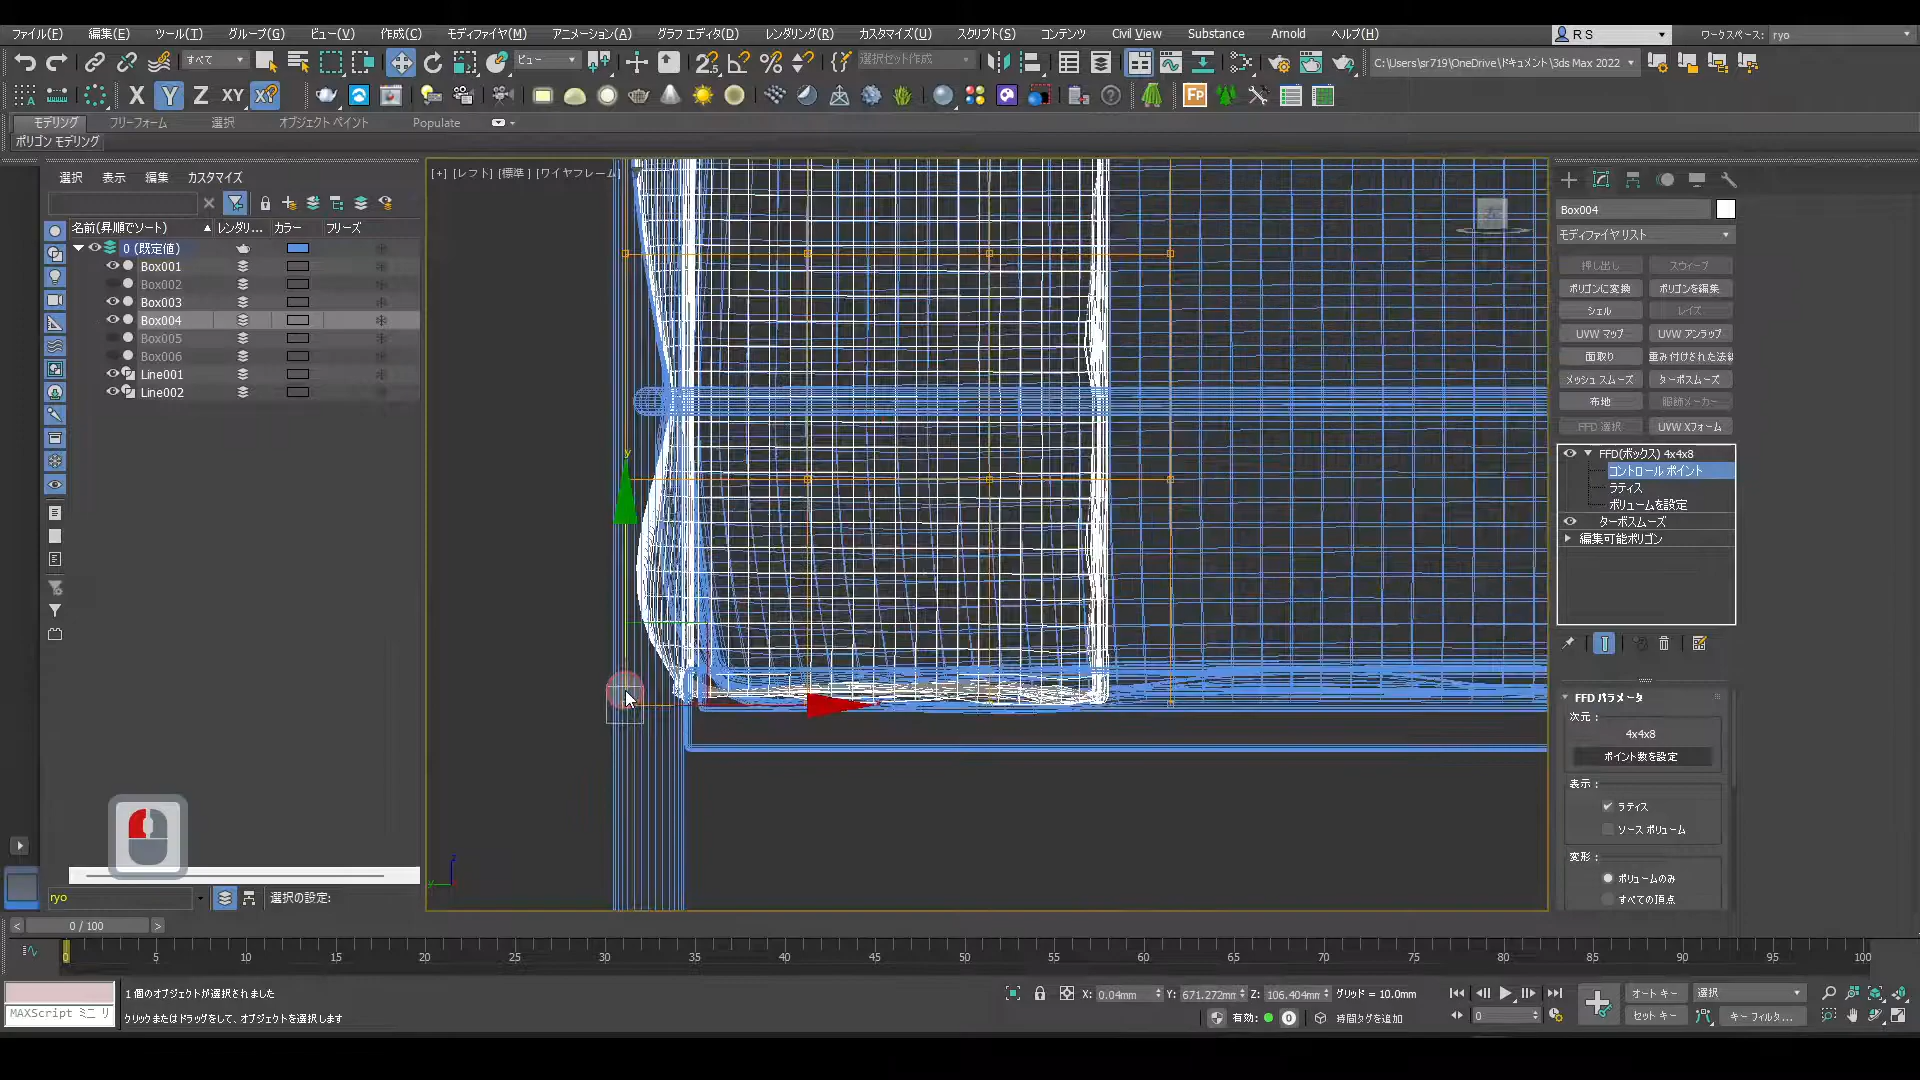 ファイル(F) 編集(E) ツール(T) グループ(G) ビュー(V) 作成(C) モディファイヤ(M) アニメーション(A) グラフ エディタ(D) レンダリング(R) カスタマイズ(U) スクリプト(S) コンテンツ Civil View Substance Arnold ヘルプ(H) R S ワークスペース: ryo
すべて ビュー 選択セット作成 C:\Users\sr719\OneDrive\ドキュメント\3ds Max 2022
X Y Z XY XY Fp
モデリング フリーフォーム 選択 オブジェクト ペイント Populate
ポリゴン モデリング
選択 表示 編集 カスタマイズ
名前(昇順でソート) レンダリ... カラー フリーズ
0 (既定値)
Box001
Box002
Box003
Box004
Box005
Box006
Line001
Line002
[+] [レフト] [標準] [ワイヤフレーム]
y
Box004
モディファイヤ リスト
押し出し スウィープ
ポリゴンに変換 ポリゴンを編集
シェル レイズ
UVW マップ UVW アンラップ
面取り 重み付けされた法線
メッシュ スムーズ ターボスムーズ
布地 服飾メーカー
FFD 選択 UVW Xフォーム
FFD(ボックス) 4x4x8
コントロール ポイント
ラティス
ボリュームを設定
ターボスムーズ
編集可能ポリゴン
FFD パラメータ
次元:
4x4x8
ポイント数を設定
表示:
ラティス
ソース ボリューム
変形:
ボリュームのみ
すべての頂点
ryo 選択の設定:
< 0 / 100 >
0 5 10 15 20 25 30 35 40 45 50 55 60 65 70 75 80 85 90 95 100
1 個のオブジェクトが選択されました X: 0.04mm Y: 671.272mm Z: 106.404mm グリッド = 10.0mm オート キー 選択
MAXScript ミニ リ クリックまたはドラッグをして、オブジェクトを選択します 有効: 0 時間タグを追加 0 セット キー キー フィルタ...